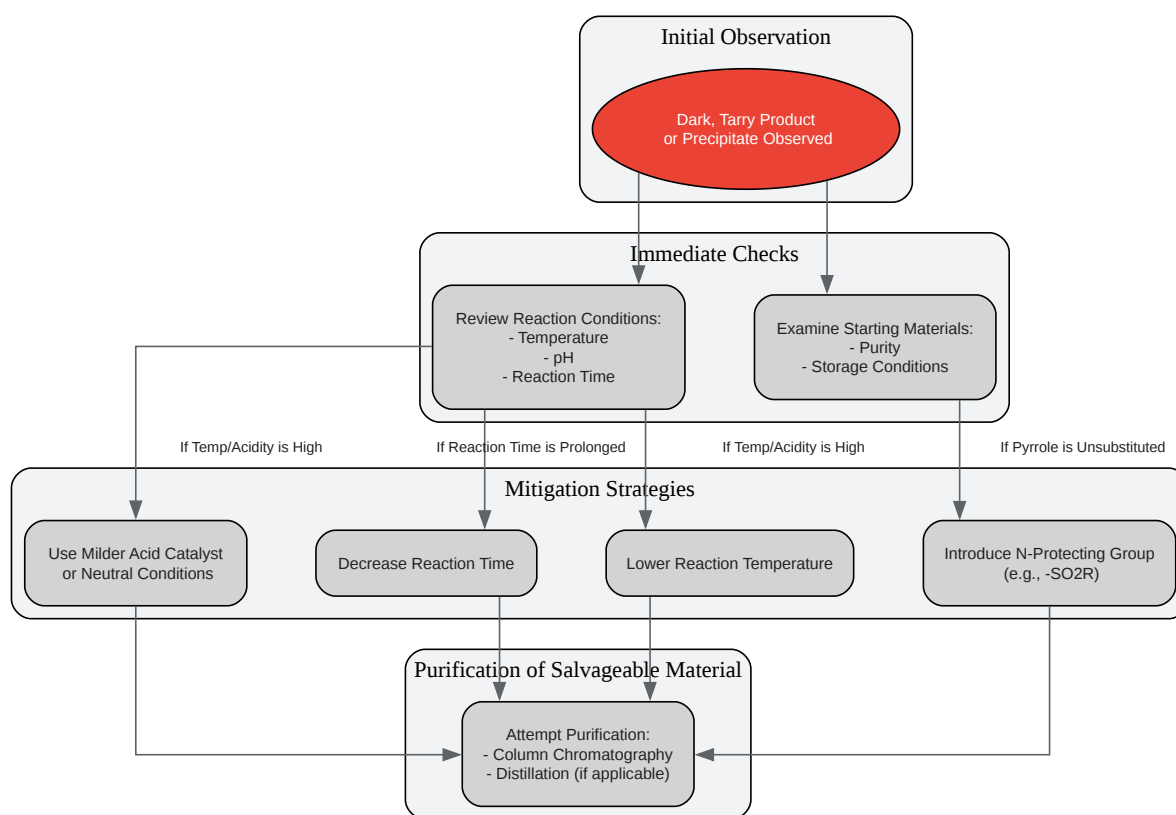 Initial Observation
Dark, Tarry Product
or Precipitate Observed
Immediate Checks
Review Reaction Conditions:
- Temperature
- pH
- Reaction Time
Examine Starting Materials:
- Purity
- Storage Conditions
If Temp/Acidity is High
If Reaction Time is Prolonged
If Temp/Acidity is High
If Pyrrole is Unsubstituted
Mitigation Strategies
Use Milder Acid Catalyst
or Neutral Conditions
Decrease Reaction Time
Lower Reaction Temperature
Introduce N-Protecting Group
(e.g., -SO2R)
Purification of Salvageable Material
Attempt Purification:
- Column Chromatography
- Distillation (if applicable)